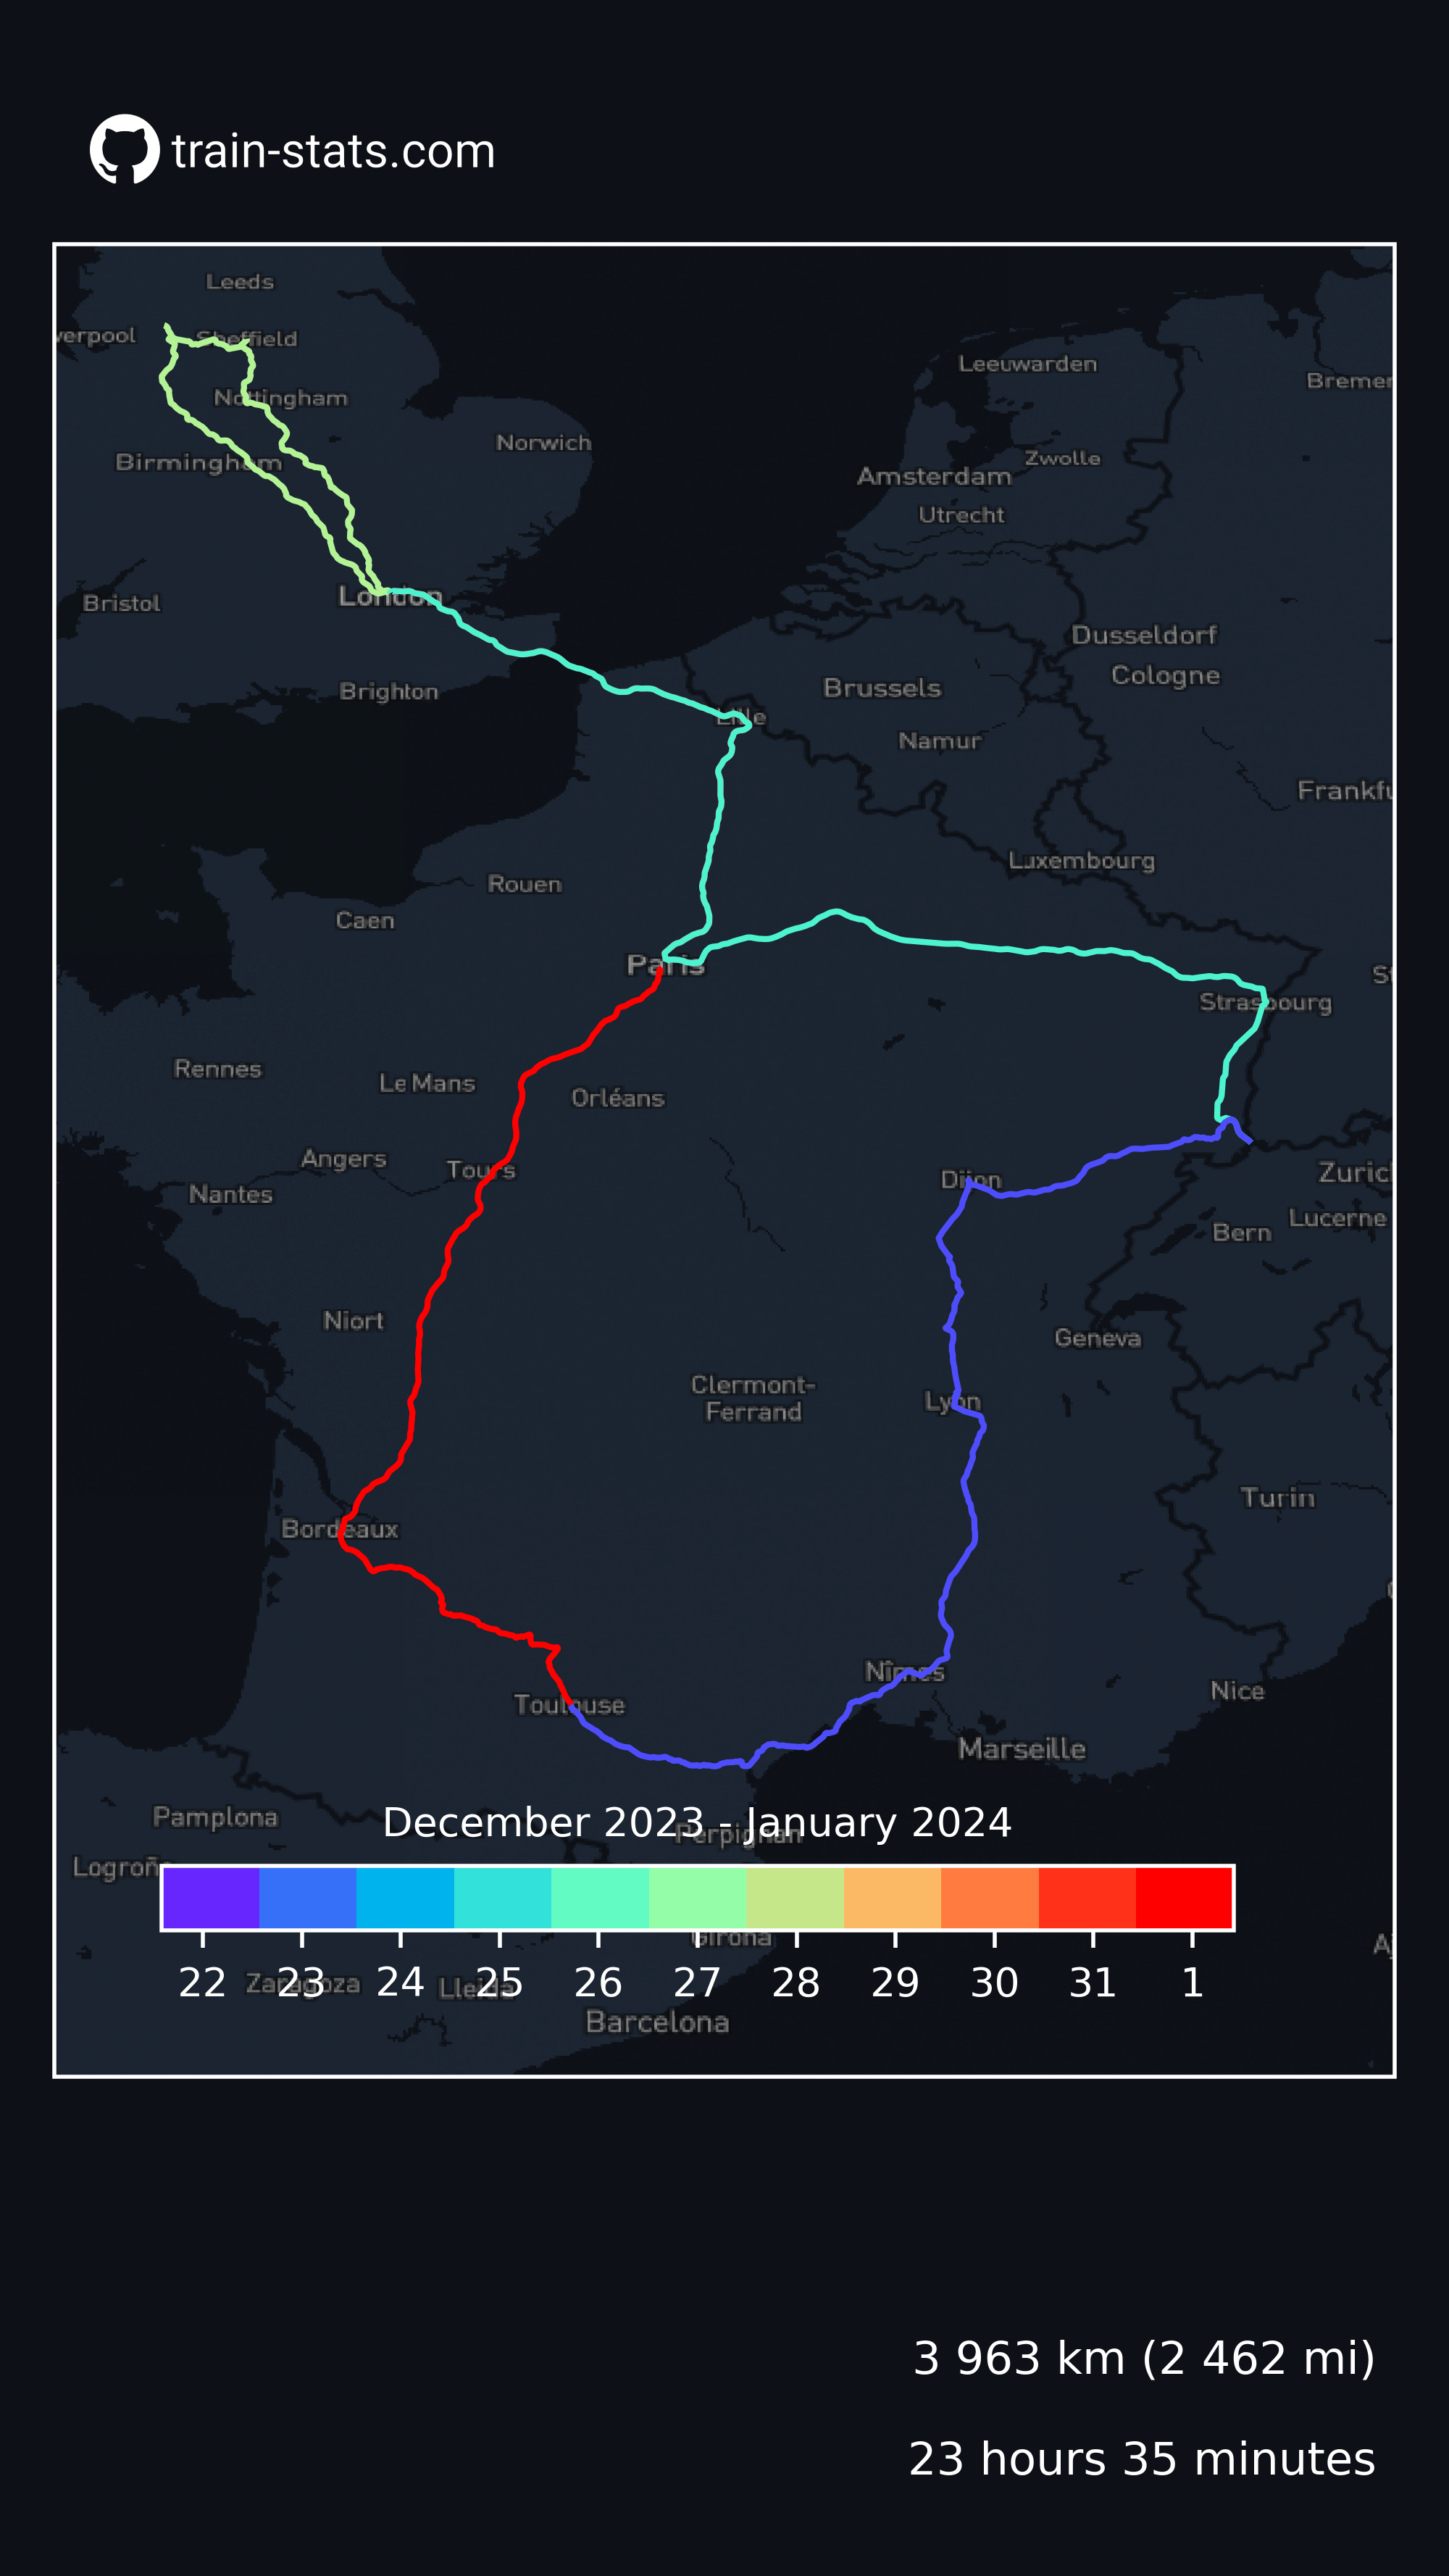 train-stats.com
Leeds
verpool
Sheffield
Leeuwarden
Bremer
Nottingham
Norwich
Zwolle
Birmingham
Amsterdam
Utrecht
London
Bristol
Dusseldorf
Cologne
Brussels
Brighton
Lille
Namur
Frankfu
Luxembourg
Rouen
Caen
Paris
St
Strasbourg
Rennes
Le Mans
Orléans
Angers
Tours
Dijon
Zuric
Nantes
Lucerne
Bern
Niort
Geneva
Clermont-
Ferrand
Lyon
Turin
Bordeaux
Nîmes
Nice
Toulouse
Marseille
Pamplona
December 2023 - January 2024
Perpignan
Logroñ
Girona
Aj
22 23 24 25 26 27 28 29 30 31 1
Zaragoza
Lleida
Barcelona
3 963 km (2 462 mi)
23 hours 35 minutes